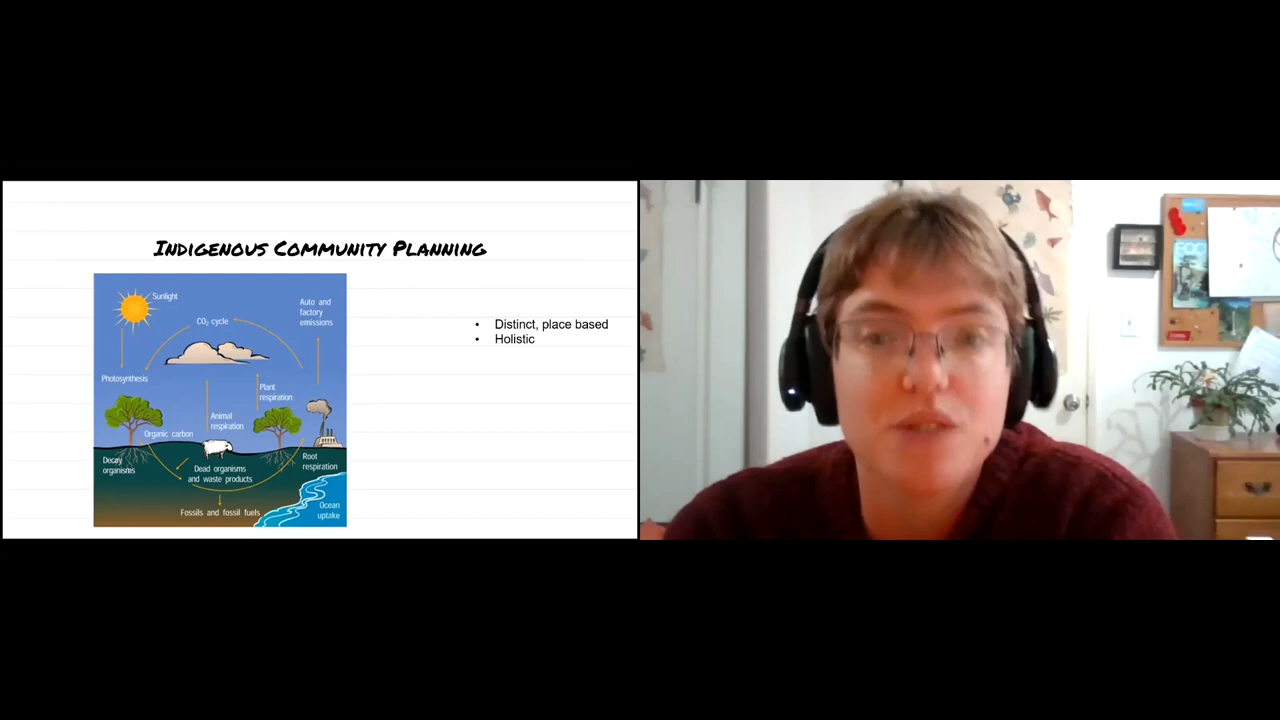 INDIGENOUS COMMUNITY PLANNING
Sunlight
Auto and
factory
emissions
CO₂ cycle
Photosynthesis
Plant
respiration
Animal
respiration
Organic carbon
Decay
organisms
Dead organisms
and waste products
Root
respiration
Fossils and fossil fuels
Ocean
uptake
• Distinct, place based
• Holistic